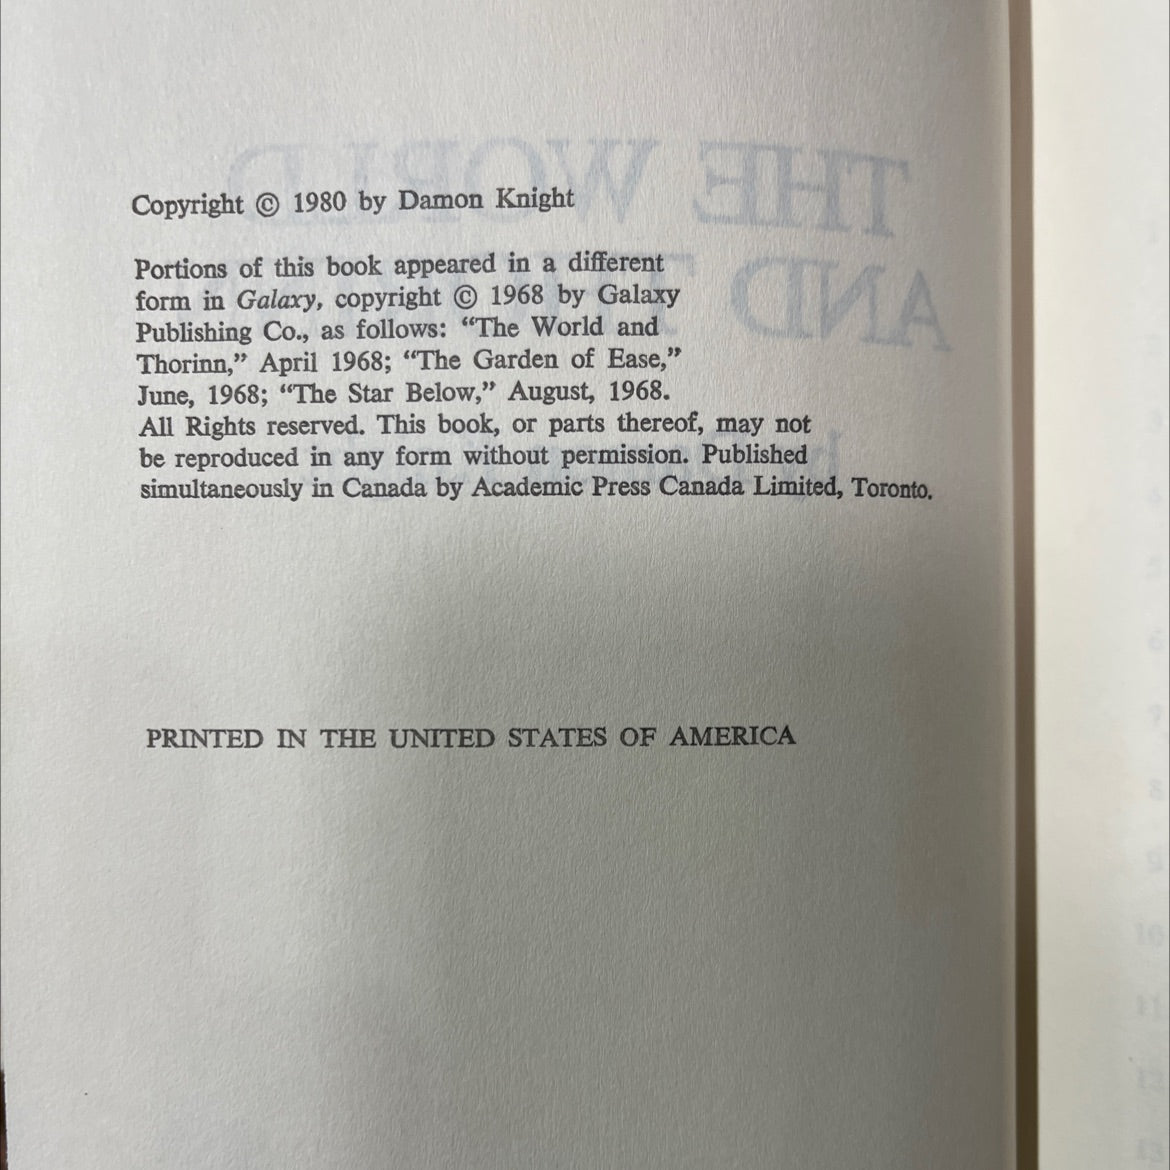 Copyright © 1980 by Damon Knight
Portions of this book appeared in a different
form in Galaxy, copyright © 1968 by Galaxy
Publishing Co., as follows: “The World and
Thorinn,” April 1968; “The Garden of Ease,”
June, 1968; “The Star Below,” August, 1968.
All Rights reserved. This book, or parts thereof, may not
be reproduced in any form without permission. Published
simultaneously in Canada by Academic Press Canada Limited, Toronto.
PRINTED IN THE UNITED STATES OF AMERICA
THE WORLD
AND